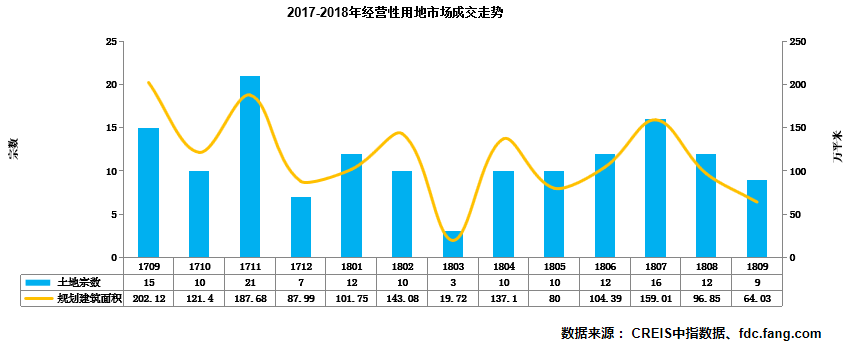 2017-2018年经营性用地市场成交走势
25 250
20 200
15 150
10 100
5 50
0 0
宗数
万平米
1709 1710 1711 1712 1801 1802 1803 1804 1805 1806 1807 1808 1809
土地宗数 15 10 21 7 12 10 3 10 10 12 16 12 9
规划建筑面积 202.12 121.4 187.68 87.99 101.75 143.08 19.72 137.1 80 104.39 159.01 96.85 64.03
数据来源： CREIS中指数据、fdc.fang.com